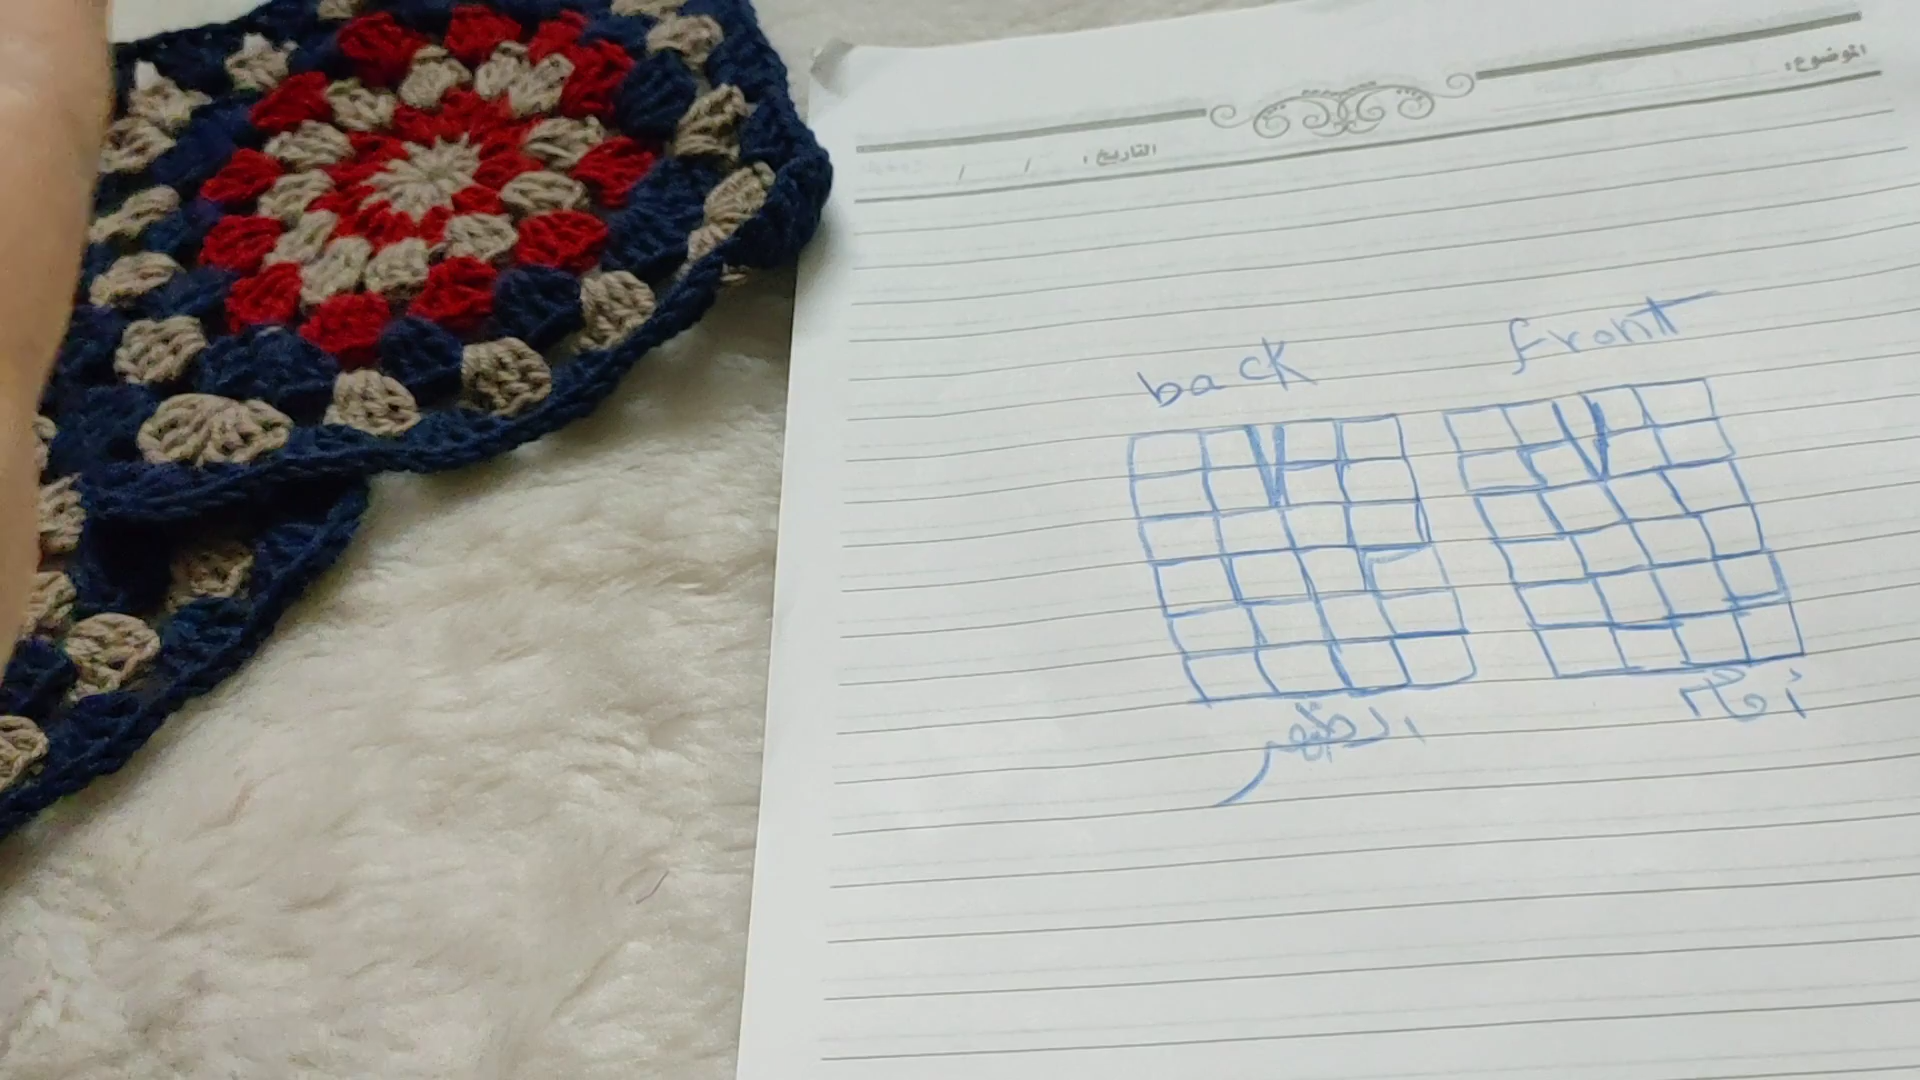 الموضوع:
التاريخ: / /
back
front
الظهر
أمام